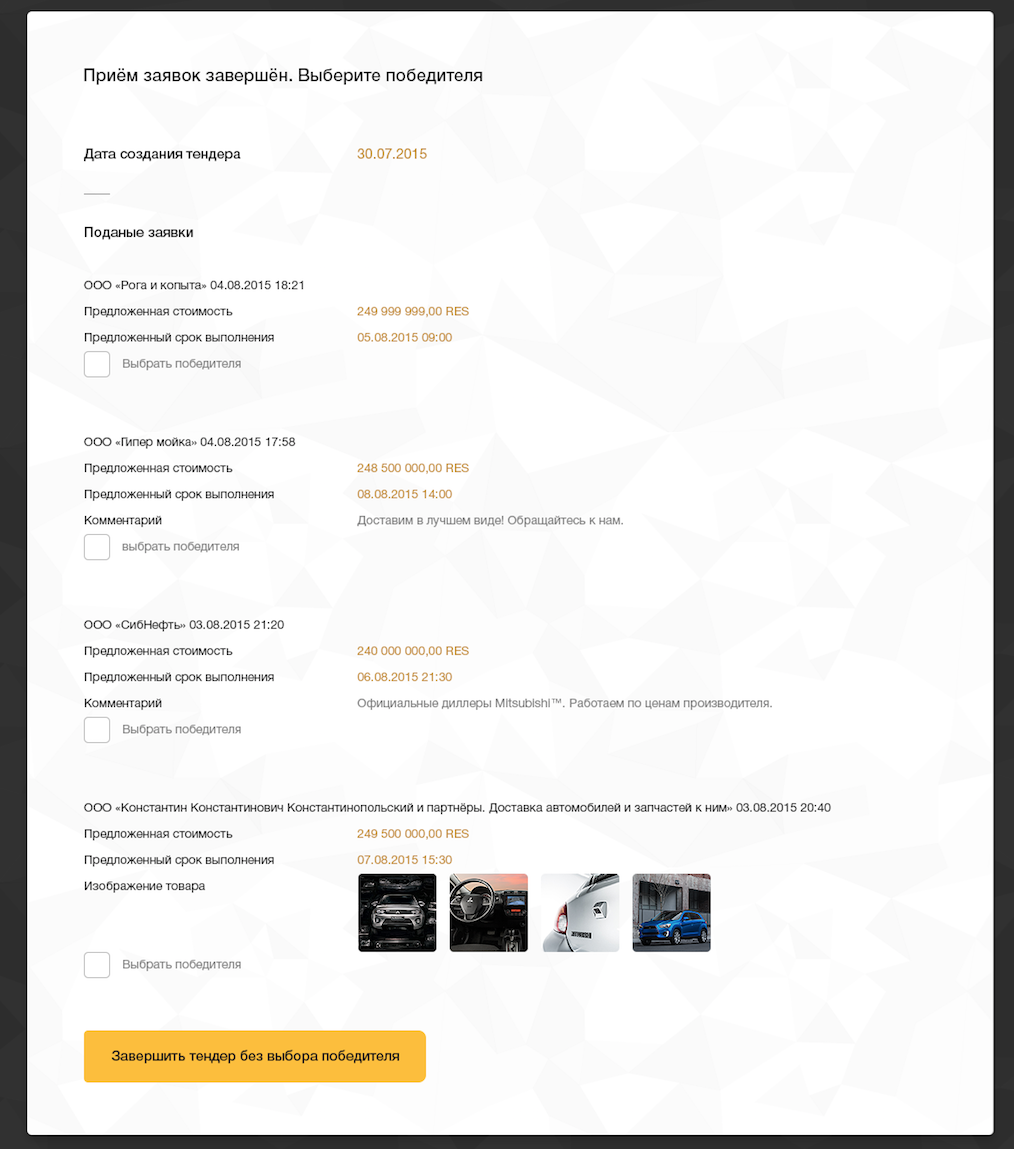 Приём заявок завершён. Выберите победителя
Дата создания тендера 30.07.2015
Поданые заявки
ООО «Рога и копыта» 04.08.2015 18:21
Предложенная стоимость 249 999 999,00 RES
Предложенный срок выполнения 05.08.2015 09:00
Выбрать победителя
ООО «Гипер мойка» 04.08.2015 17:58
Предложенная стоимость 248 500 000,00 RES
Предложенный срок выполнения 08.08.2015 14:00
Комментарий Доставим в лучшем виде! Обращайтесь к нам.
выбрать победителя
ООО «СибНефть» 03.08.2015 21:20
Предложенная стоимость 240 000 000,00 RES
Предложенный срок выполнения 06.08.2015 21:30
Комментарий Официальные диллеры Mitsubishi™. Работаем по ценам производителя.
Выбрать победителя
ООО «Константин Константинович Константинопольский и партнёры. Доставка автомобилей и запчастей к ним» 03.08.2015 20:40
Предложенная стоимость 249 500 000,00 RES
Предложенный срок выполнения 07.08.2015 15:30
Изображение товара
Выбрать победителя
Завершить тендер без выбора победителя